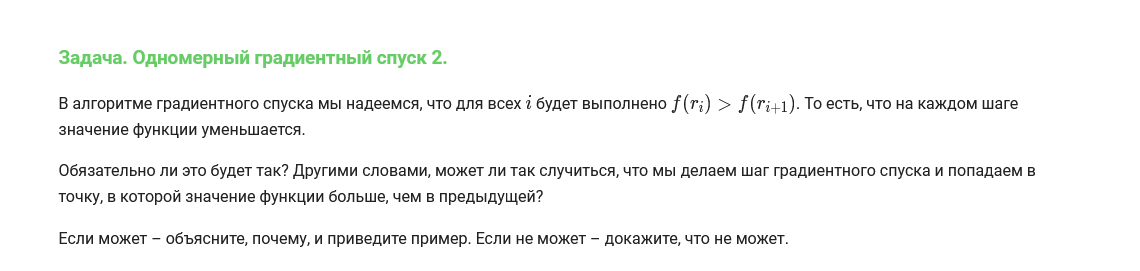 Задача. Одномерный градиентный спуск 2.
В алгоритме градиентного спуска мы надеемся, что для всех i будет выполнено f(r_i) > f(r_{i+1}). То есть, что на каждом шаге
значение функции уменьшается.
Обязательно ли это будет так? Другими словами, может ли так случиться, что мы делаем шаг градиентного спуска и попадаем в
точку, в которой значение функции больше, чем в предыдущей?
Если может – объясните, почему, и приведите пример. Если не может – докажите, что не может.